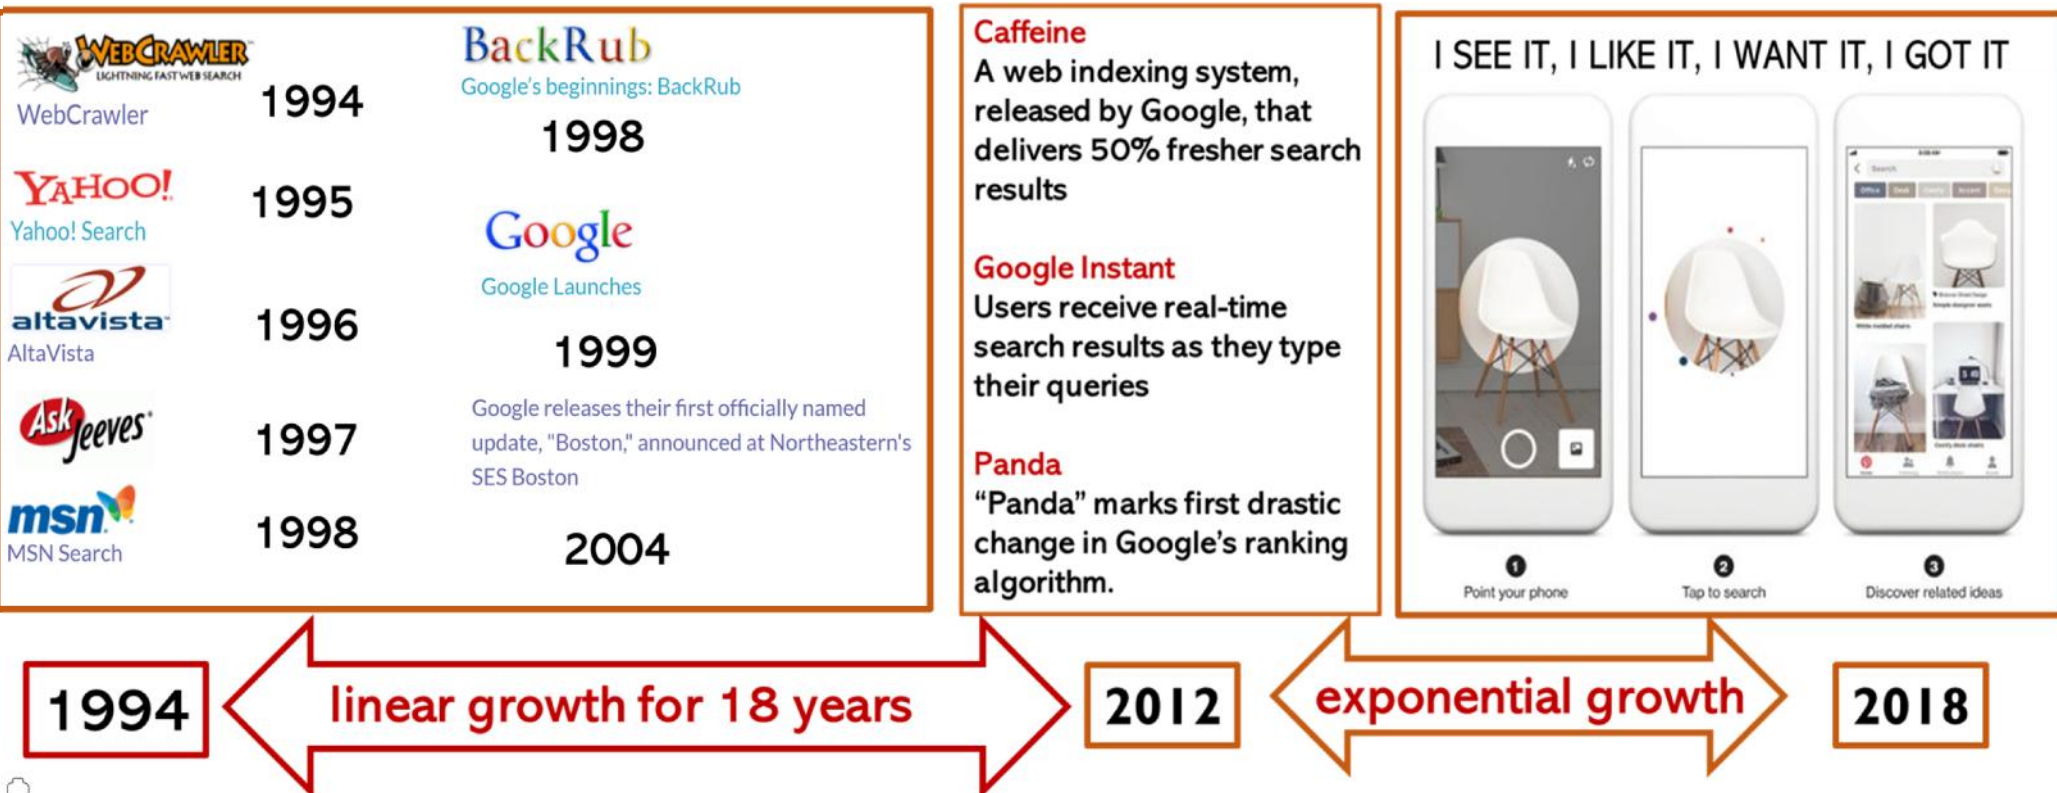 WEBCRAWLER
LIGHTNING FAST WEB SEARCH
WebCrawler
1994
YAHOO!
Yahoo! Search
1995
altavista
AltaVista
1996
Ask Jeeves
1997
msn
MSN Search
1998
BackRub
Google's beginnings: BackRub
1998
Google
Google Launches
1999
Google releases their first officially named
update, "Boston," announced at Northeastern's
SES Boston
2004
Caffeine
A web indexing system,
released by Google, that
delivers 50% fresher search
results
Google Instant
Users receive real-time
search results as they type
their queries
Panda
“Panda” marks first drastic
change in Google’s ranking
algorithm.
I SEE IT, I LIKE IT, I WANT IT, I GOT IT
Search
Office Desk
1
Point your phone
2
Tap to search
3
Discover related ideas
1994
linear growth for 18 years
2012
exponential growth
2018